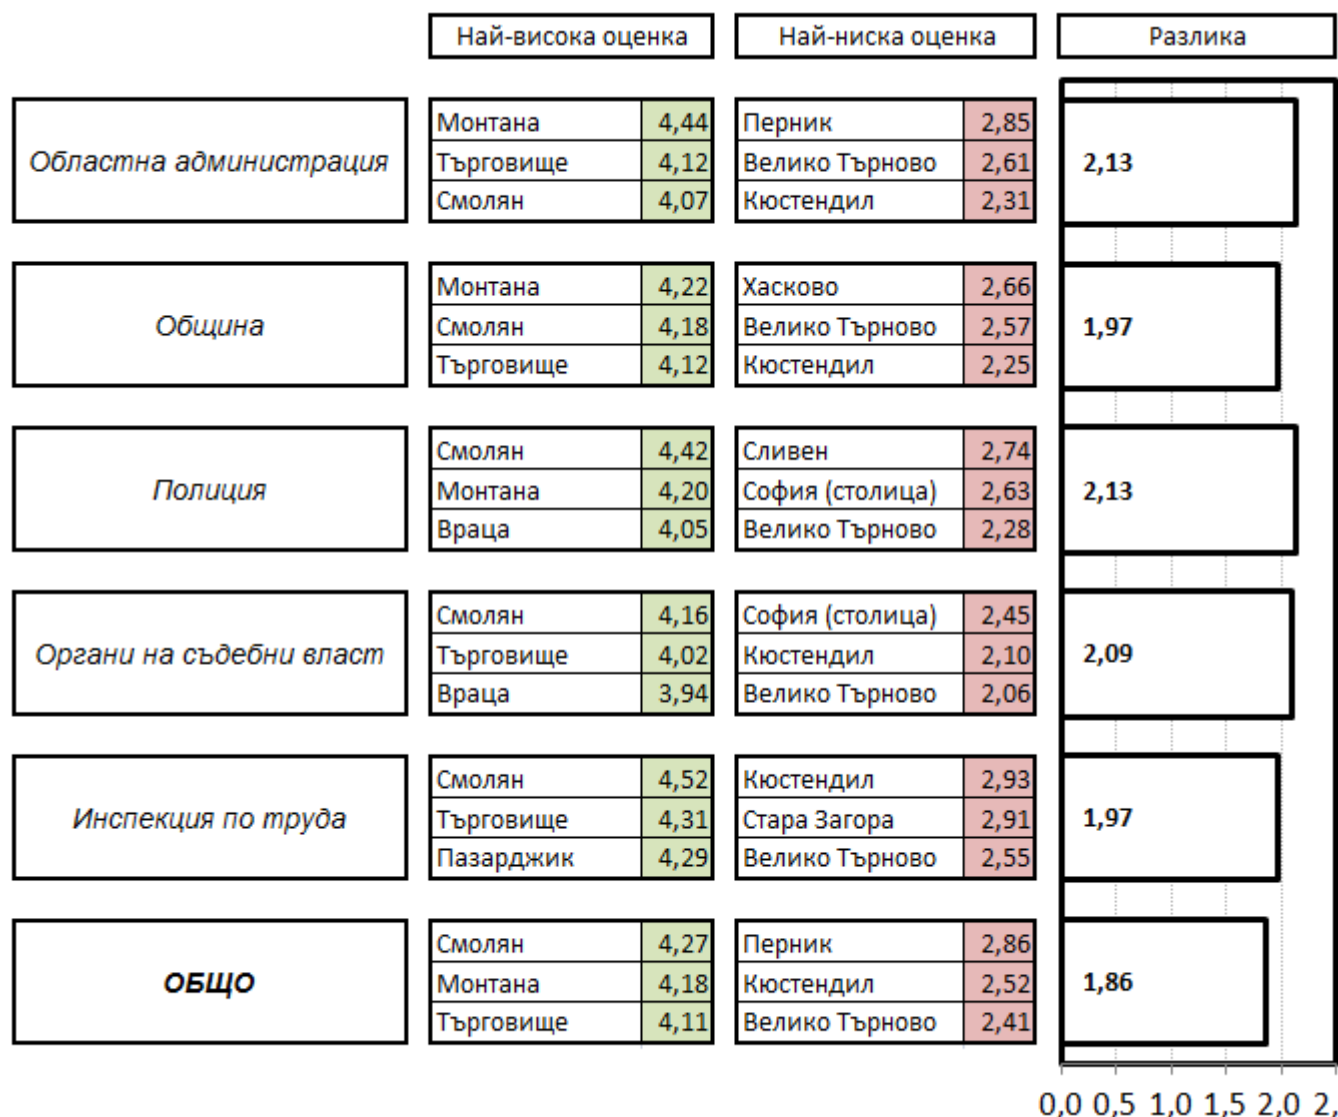 Най-висока оценка Най-ниска оценка Разлика
Областна администрация
Монтана 4,44 Перник 2,85
Търговище 4,12 Велико Търново 2,61
Смолян 4,07 Кюстендил 2,31
2,13
Община
Монтана 4,22 Хасково 2,66
Смолян 4,18 Велико Търново 2,57
Търговище 4,12 Кюстендил 2,25
1,97
Полиция
Смолян 4,42 Сливен 2,74
Монтана 4,20 София (столица) 2,63
Враца 4,05 Велико Търново 2,28
2,13
Органи на съдебни власт
Смолян 4,16 София (столица) 2,45
Търговище 4,02 Кюстендил 2,10
Враца 3,94 Велико Търново 2,06
2,09
Инспекция по труда
Смолян 4,52 Кюстендил 2,93
Търговище 4,31 Стара Загора 2,91
Пазарджик 4,29 Велико Търново 2,55
1,97
ОБЩО
Смолян 4,27 Перник 2,86
Монтана 4,18 Кюстендил 2,52
Търговище 4,11 Велико Търново 2,41
1,86
0,0 0,5 1,0 1,5 2,0 2,